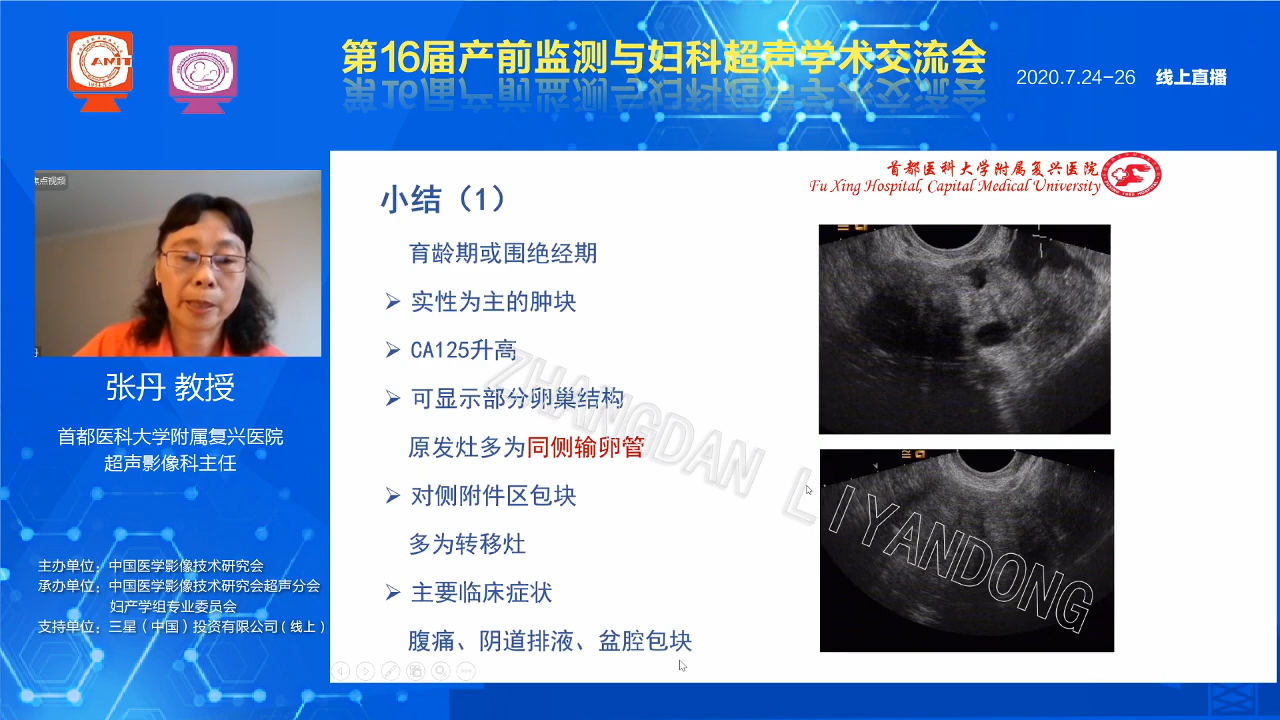 第16届产前监测与妇科超声学术交流会
2020.7.24-26 线上直播
CAMIT
焦点视频
张丹 教授
首都医科大学附属复兴医院
超声影像科主任
主办单位：中国医学影像技术研究会
承办单位：中国医学影像技术研究会超声分会
妇产学组专业委员会
支持单位：三星（中国）投资有限公司（线上）
首都医科大学附属复兴医院
Fu Xing Hospital, Capital Medical University
小结（1）
育龄期或围绝经期
➢ 实性为主的肿块
➢ CA125升高
➢ 可显示部分卵巢结构
原发灶多为同侧输卵管
➢ 对侧附件区包块
多为转移灶
➢ 主要临床症状
腹痛、阴道排液、盆腔包块
ZHANGDAN LIYANDONG